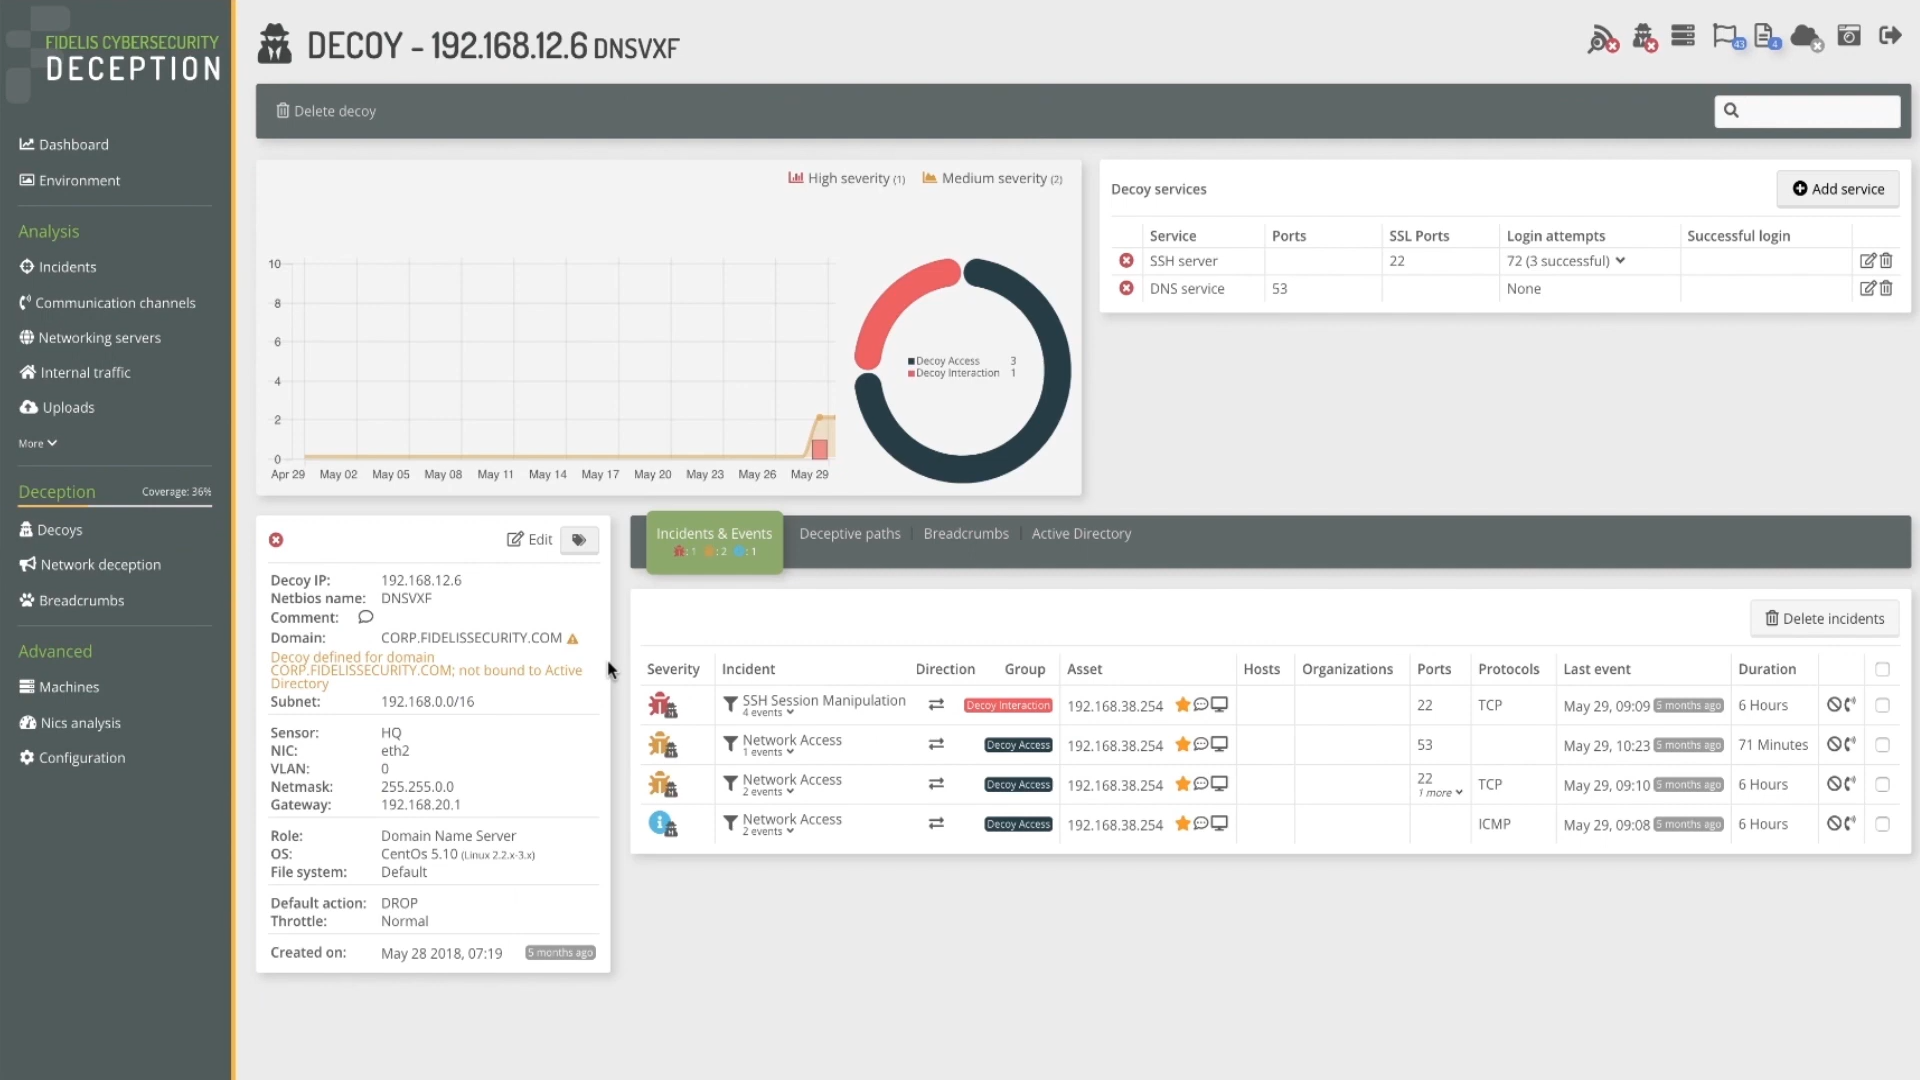 FIDELIS CYBERSECURITY
DECEPTION
Dashboard
Environment
Analysis
Incidents
Communication channels
Networking servers
Internal traffic
Uploads
More
Deception Coverage: 36%
Decoys
Network deception
Breadcrumbs
Advanced
Machines
Nics analysis
Configuration
DECOY - 192.168.12.6 DNSVXF
43 4
Delete decoy
High severity (1) Medium severity (2)
10
8
6
4
2
0
Apr 29 May 02 May 05 May 08 May 11 May 14 May 17 May 20 May 23 May 26 May 29
Decoy Access 3
Decoy Interaction 1
Decoy services Add service
Service Ports SSL Ports Login attempts Successful login
SSH server 22 72 (3 successful)
DNS service 53 None
Edit
Decoy IP: 192.168.12.6
Netbios name: DNSVXF
Comment:
Domain: CORP.FIDELISSECURITY.COM
Decoy defined for domain
CORP.FIDELISSECURITY.COM; not bound to Active
Directory
Subnet: 192.168.0.0/16
Sensor: HQ
NIC: eth2
VLAN: 0
Netmask: 255.255.0.0
Gateway: 192.168.20.1
Role: Domain Name Server
OS: CentOs 5.10 (Linux 2.2.x-3.x)
File system: Default
Default action: DROP
Throttle: Normal
Created on: May 28 2018, 07:19 5 months ago
Incidents & Events Deceptive paths Breadcrumbs Active Directory
: 1 : 2 : 1
Delete incidents
Severity Incident Direction Group Asset Hosts Organizations Ports Protocols Last event Duration
SSH Session Manipulation Decoy Interaction 192.168.38.254 22 TCP May 29, 09:09 5 months ago 6 Hours
4 events
Network Access Decoy Access 192.168.38.254 53 May 29, 10:23 5 months ago 71 Minutes
1 events
Network Access Decoy Access 192.168.38.254 22 TCP May 29, 09:10 5 months ago 6 Hours
2 events 1 more
Network Access Decoy Access 192.168.38.254 ICMP May 29, 09:08 5 months ago 6 Hours
2 events